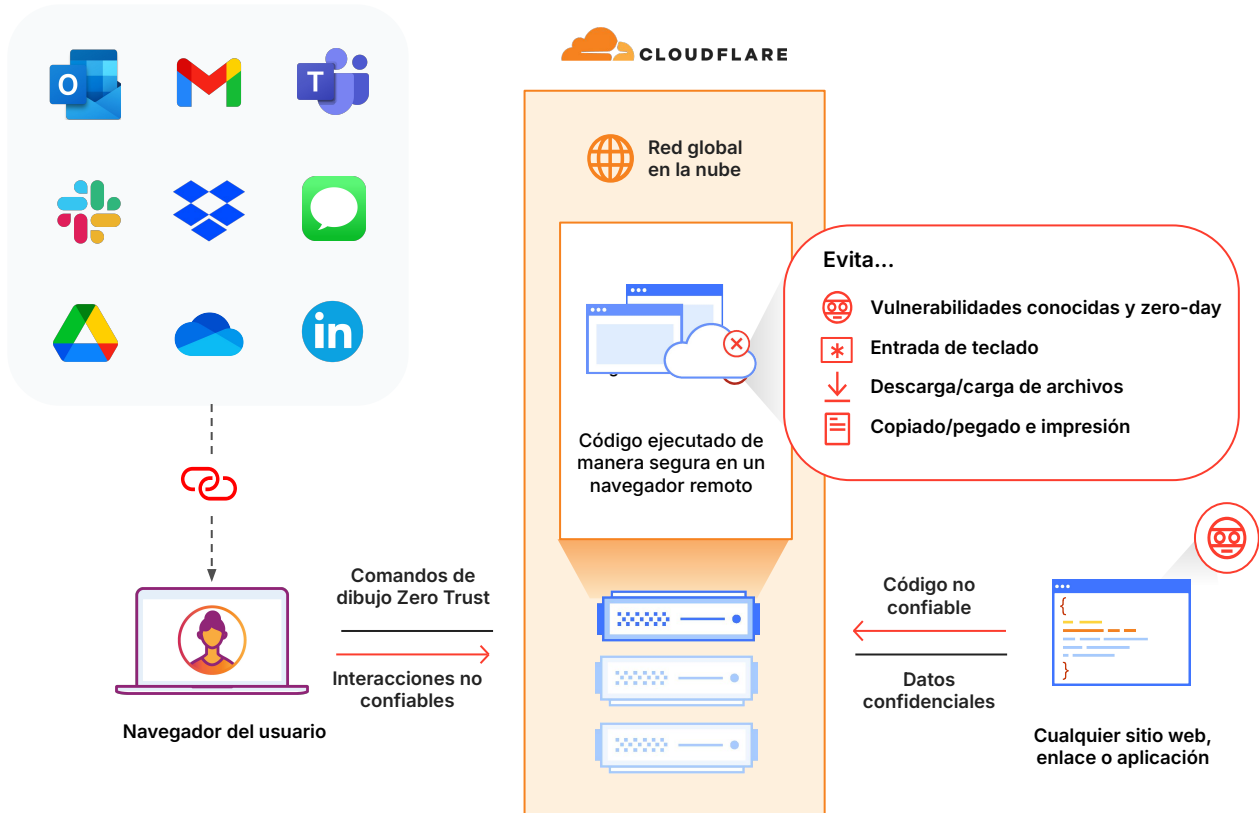 CLOUDFLARE
O
T
in
Red global
en la nube
Evita...
Vulnerabilidades conocidas y zero-day
Entrada de teclado
Descarga/carga de archivos
Copiado/pegado e impresión
Código ejecutado de
manera segura en un
navegador remoto
Comandos de
dibujo Zero Trust
Interacciones no
confiables
Navegador del usuario
Código no
confiable
Datos
confidenciales
{
}
Cualquier sitio web,
enlace o aplicación